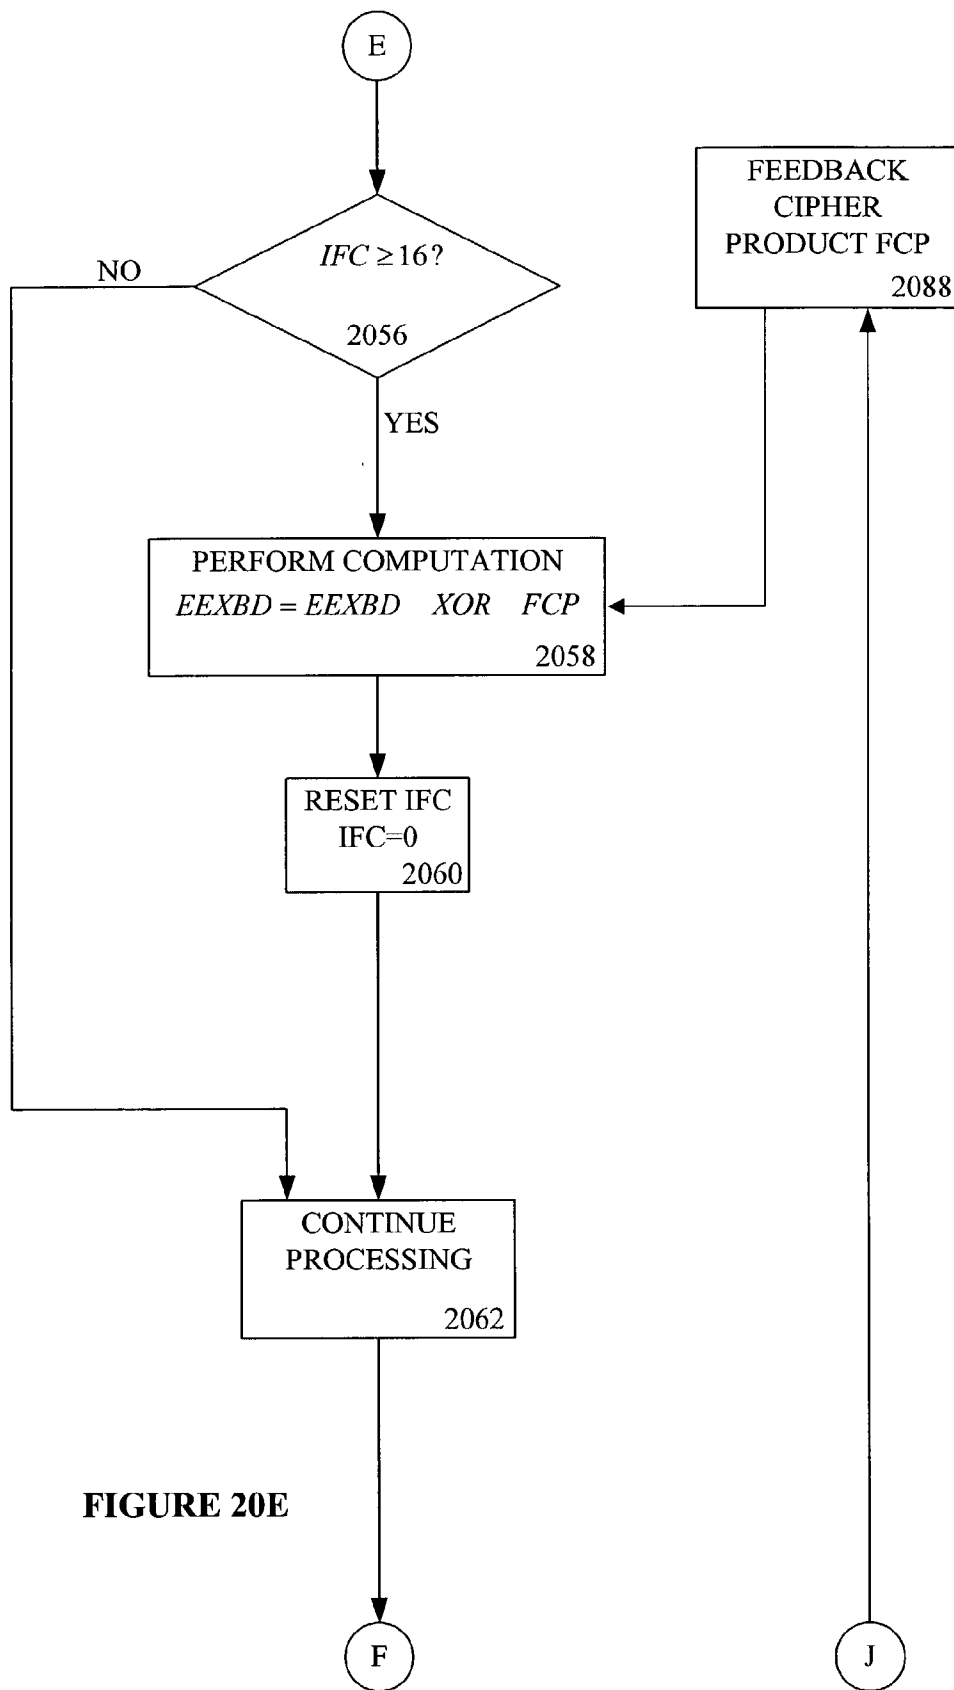 E
FEEDBACK
CIPHER
PRODUCT FCP
2088
IFC ≥16?
2056
NO
YES
PERFORM COMPUTATION
EEXBD = EEXBD XOR FCP
2058
RESET IFC
IFC=0
2060
CONTINUE
PROCESSING
2062
FIGURE 20E
F
J